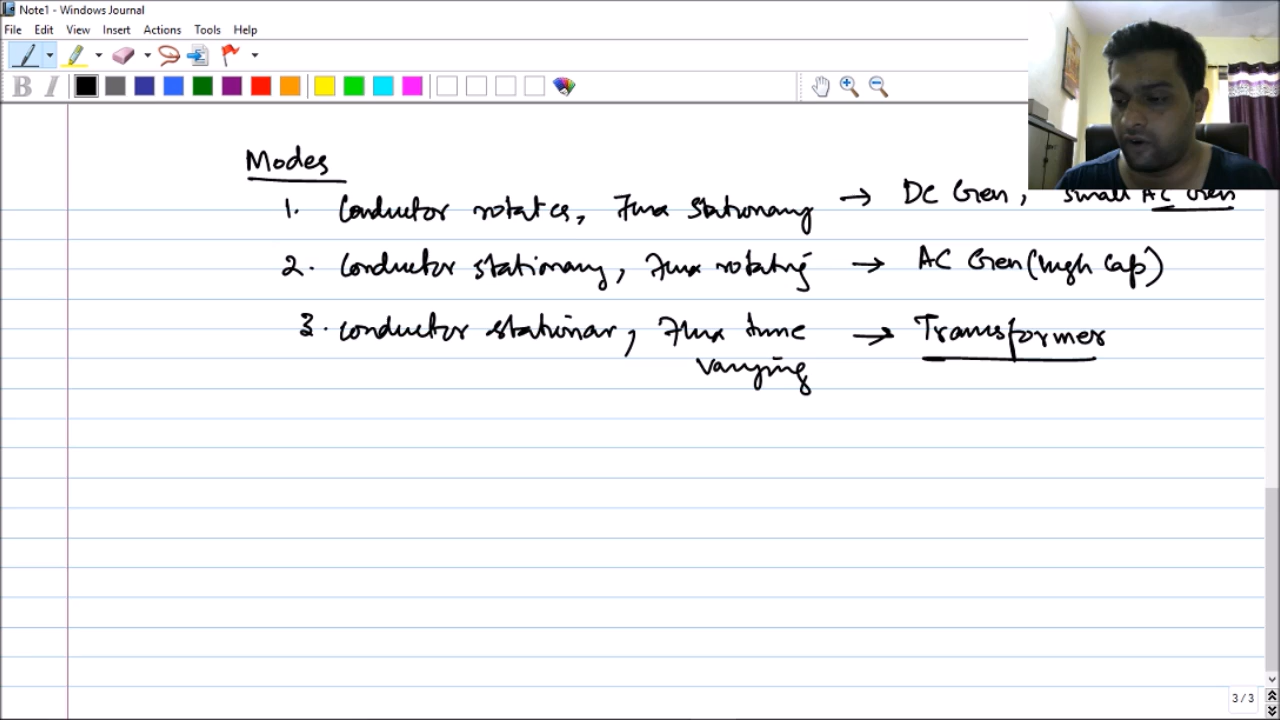 Note1 - Windows Journal
File Edit View Insert Actions Tools Help
B I
Modes
1. Conductor rotates, Flux stationary → DC Gen, small AC Gen
2. Conductor stationary, Flux rotating → AC Gen (high cap)
3. conductor stationar, Flux time varying → Transformer
3 / 3